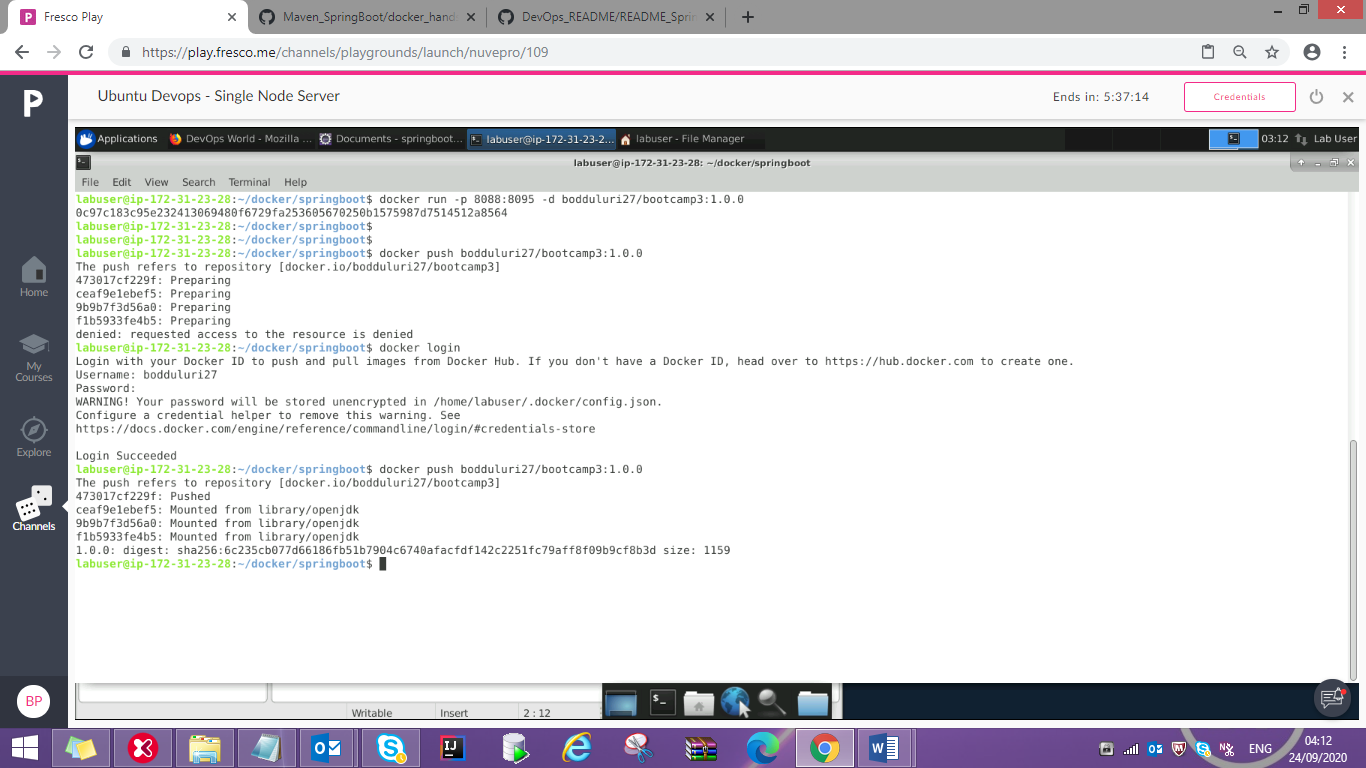 Fresco Play
Maven_SpringBoot/docker_hand
DevOps_README/README_Spri
https://play.fresco.me/channels/playgrounds/launch/nuvepro/109
Ubuntu Devops - Single Node Server
Ends in: 5:37:14
Credentials
Applications
DevOps World - Mozilla ...
Documents - springboot...
labuser@ip-172-31-23-2...
labuser - File Manager
03:12
Lab User
labuser@ip-172-31-23-28: ~/docker/springboot
File Edit View Search Terminal Help
labuser@ip-172-31-23-28:~/docker/springboot$ docker run -p 8088:8095 -d bodduluri27/bootcamp3:1.0.0
0c97c183c95e232413069480f6729fa253605670250b1575987d7514512a8564
labuser@ip-172-31-23-28:~/docker/springboot$
labuser@ip-172-31-23-28:~/docker/springboot$
labuser@ip-172-31-23-28:~/docker/springboot$ docker push bodduluri27/bootcamp3:1.0.0
The push refers to repository [docker.io/bodduluri27/bootcamp3]
473017cf229f: Preparing
ceaf9e1ebef5: Preparing
9b9b7f3d56a0: Preparing
f1b5933fe4b5: Preparing
denied: requested access to the resource is denied
labuser@ip-172-31-23-28:~/docker/springboot$ docker login
Login with your Docker ID to push and pull images from Docker Hub. If you don't have a Docker ID, head over to https://hub.docker.com to create one.
Username: bodduluri27
Password:
WARNING! Your password will be stored unencrypted in /home/labuser/.docker/config.json.
Configure a credential helper to remove this warning. See
https://docs.docker.com/engine/reference/commandline/login/#credentials-store
Login Succeeded
labuser@ip-172-31-23-28:~/docker/springboot$ docker push bodduluri27/bootcamp3:1.0.0
The push refers to repository [docker.io/bodduluri27/bootcamp3]
473017cf229f: Pushed
ceaf9e1ebef5: Mounted from library/openjdk
9b9b7f3d56a0: Mounted from library/openjdk
f1b5933fe4b5: Mounted from library/openjdk
1.0.0: digest: sha256:6c235cb077d66186fb51b7904c6740afacfdf142c2251fc79aff8f09b9cf8b3d size: 1159
labuser@ip-172-31-23-28:~/docker/springboot$
Home
My
Courses
Explore
Channels
BP
Writable
Insert
2 : 12
ENG
04:12
24/09/2020